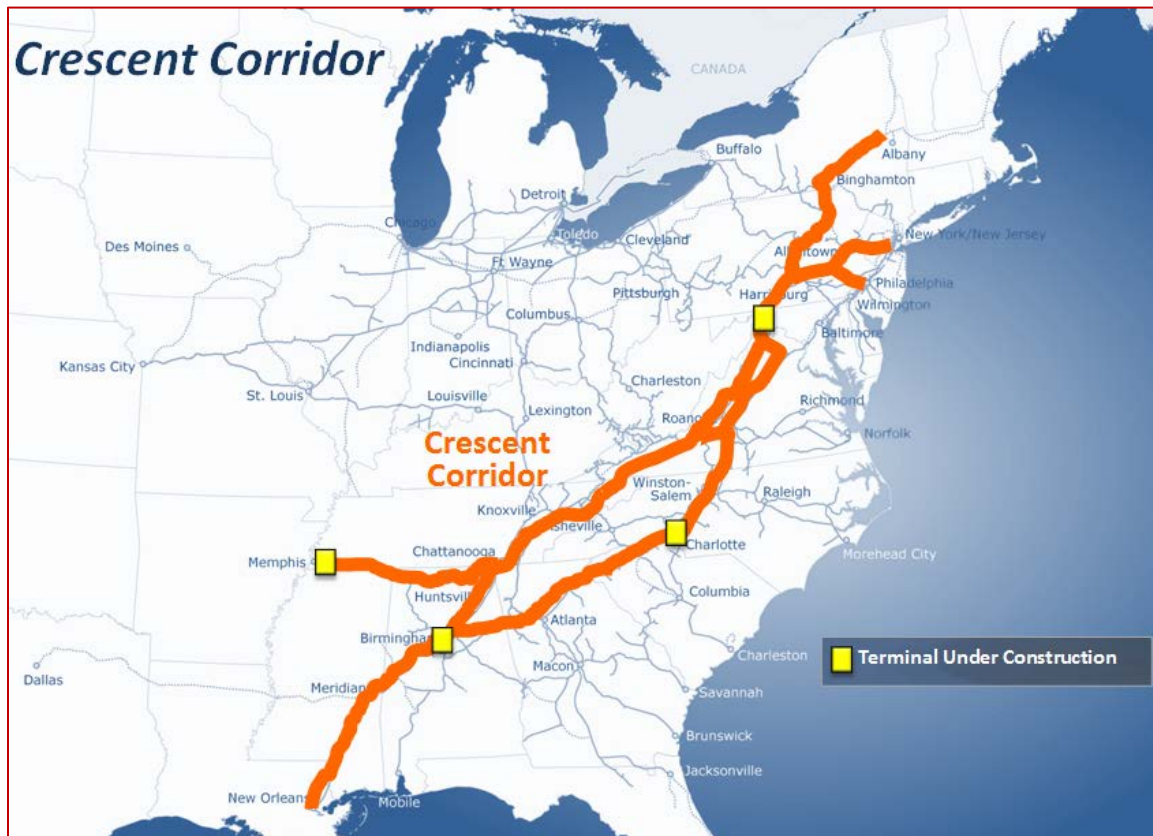 Crescent Corridor
CANADA
Buffalo
Albany
Binghamton
Detroit
Chicago
Toledo
Cleveland
New York/New Jersey
Des Moines
Ft Wayne
Allentown
Pittsburgh
Harrisburg
Philadelphia
Wilmington
Columbus
Baltimore
Indianapolis
Cincinnati
Kansas City
Charleston
St. Louis
Louisville
Lexington
Richmond
Roano
Norfolk
Crescent
Corridor
Winston-
Salem
Raleigh
Knoxville
sheville
Charlotte
Morehead City
Memphis
Chattanooga
Huntsvill
Columbia
Atlanta
Birmingham
Charleston
Terminal Under Construction
Macon
Dallas
Meridian
Savannah
Brunswick
Jacksonville
New Orleans
Mobile